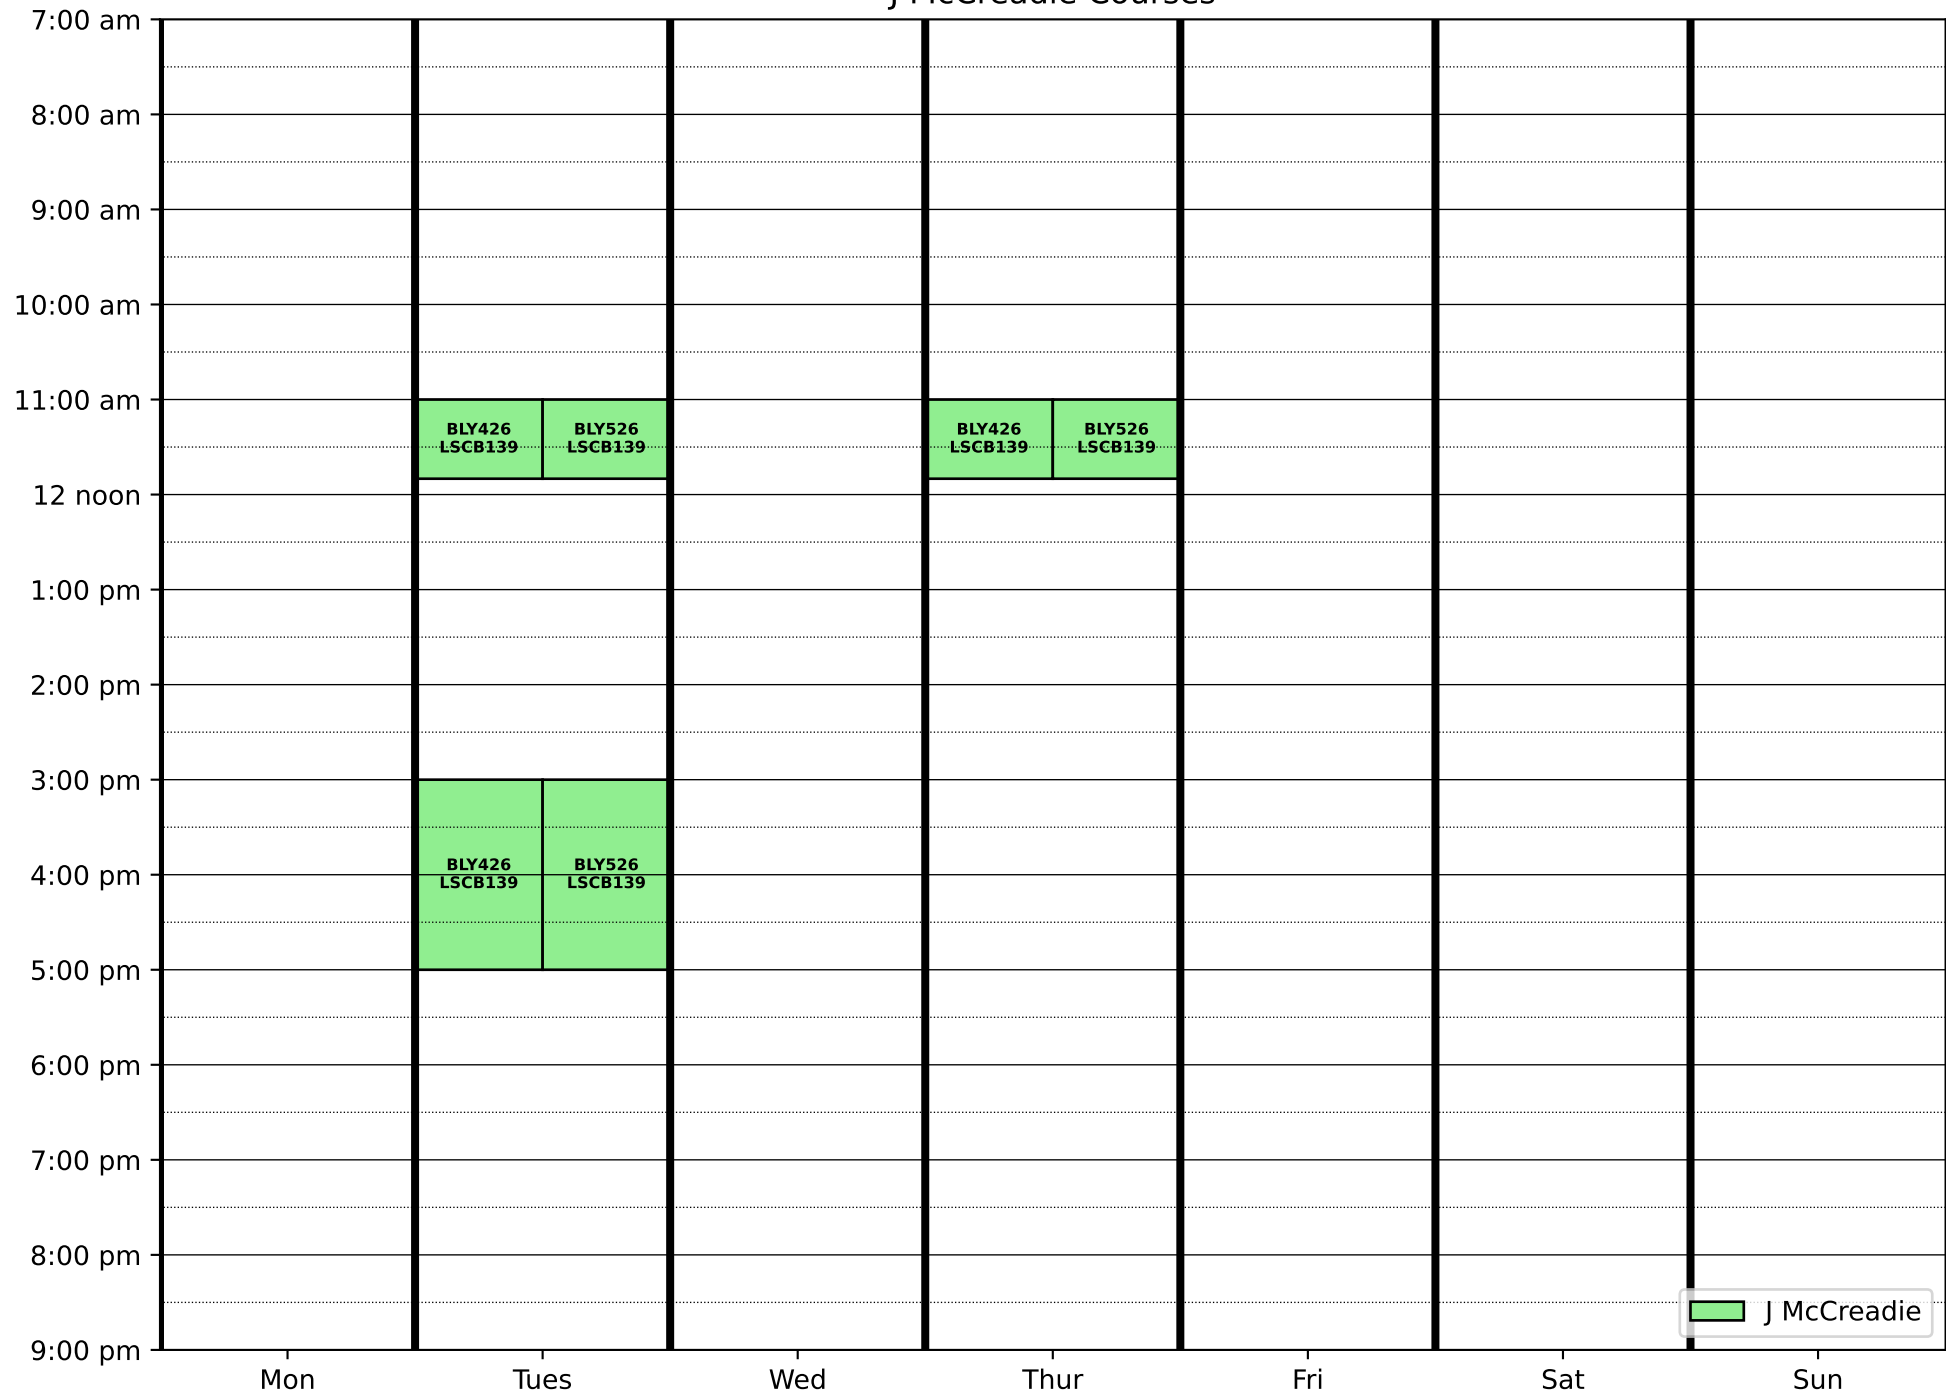 J McCreadie Courses
7:00 am
8:00 am
9:00 am
10:00 am
11:00 am
BLY426
LSCB139
BLY526
LSCB139
BLY426
LSCB139
BLY526
LSCB139
12 noon
1:00 pm
2:00 pm
3:00 pm
4:00 pm
BLY426
LSCB139
BLY526
LSCB139
5:00 pm
6:00 pm
7:00 pm
8:00 pm
J McCreadie
9:00 pm
Mon Tues Wed Thur Fri Sat Sun